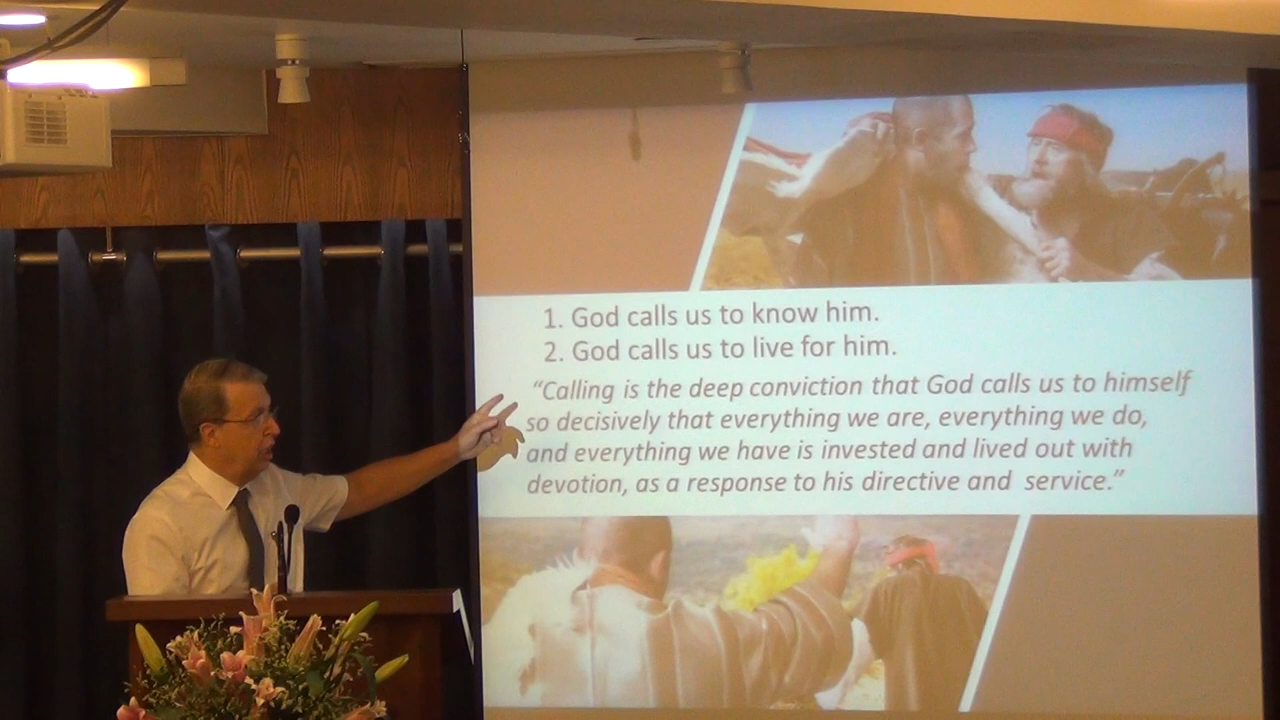 1. God calls us to know him.
2. God calls us to live for him.
“Calling is the deep conviction that God calls us to himself
so decisively that everything we are, everything we do,
and everything we have is invested and lived out with
devotion, as a response to his directive and service.”